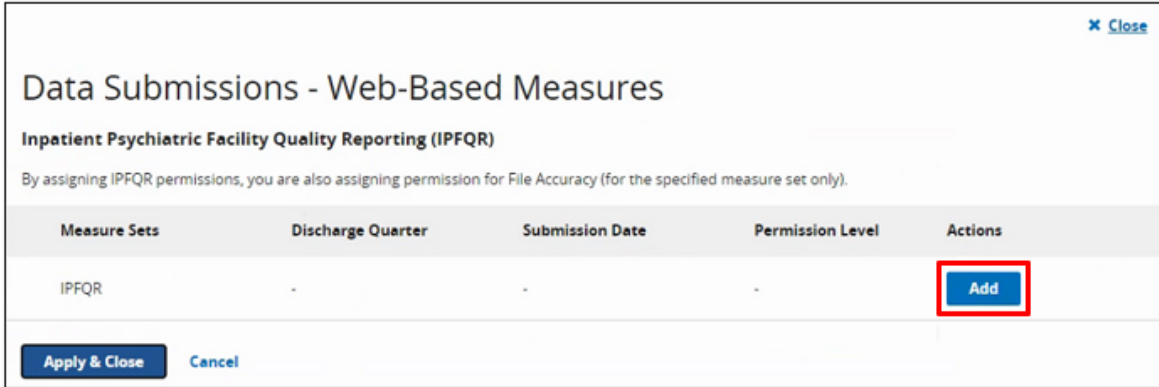 ✖ Close
Data Submissions - Web-Based Measures
Inpatient Psychiatric Facility Quality Reporting (IPFQR)
By assigning IPFQR permissions, you are also assigning permission for File Accuracy (for the specified measure set only).
Measure Sets Discharge Quarter Submission Date Permission Level Actions
IPFQR - - - Add
Apply & Close Cancel